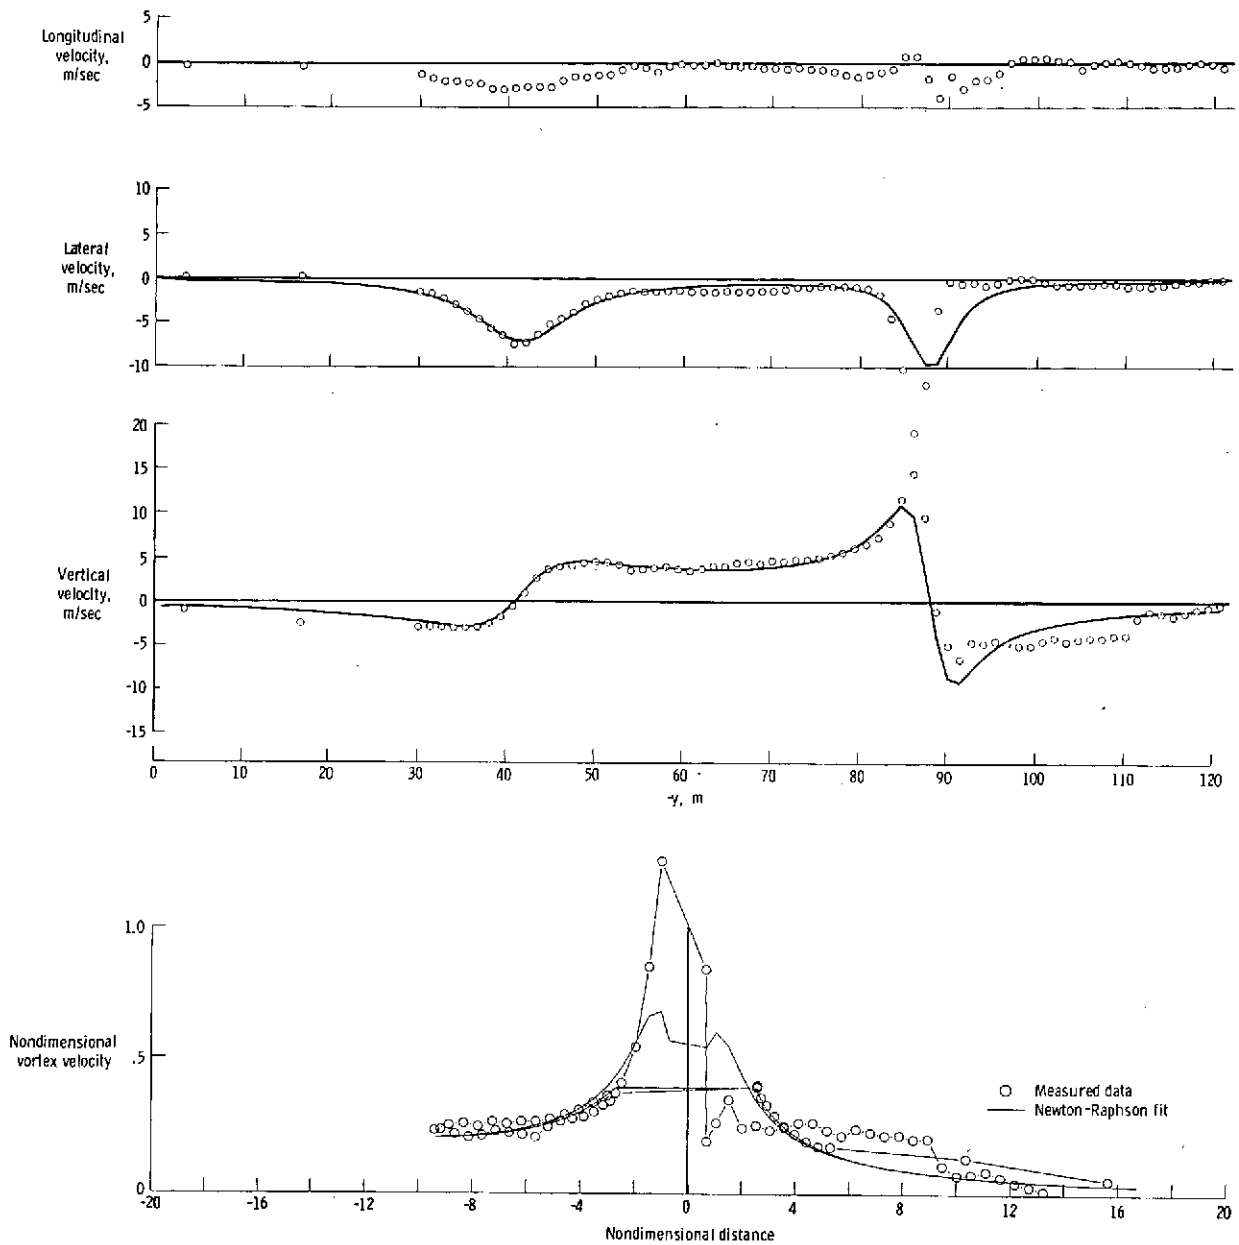 Longitudinal
velocity,
m/sec
5
0
-5
Lateral
velocity,
m/sec
10
5
0
-5
-10
Vertical
velocity,
m/sec
20
15
10
5
0
-5
-10
-15
0 10 20 30 40 50 60 70 80 90 100 110 120
-y, m
Nondimensional
vortex velocity
1.0
.5
0
Measured data
Newton-Raphson fit
-20 -16 -12 -8 -4 0 4 8 12 16 20
Nondimensional distance